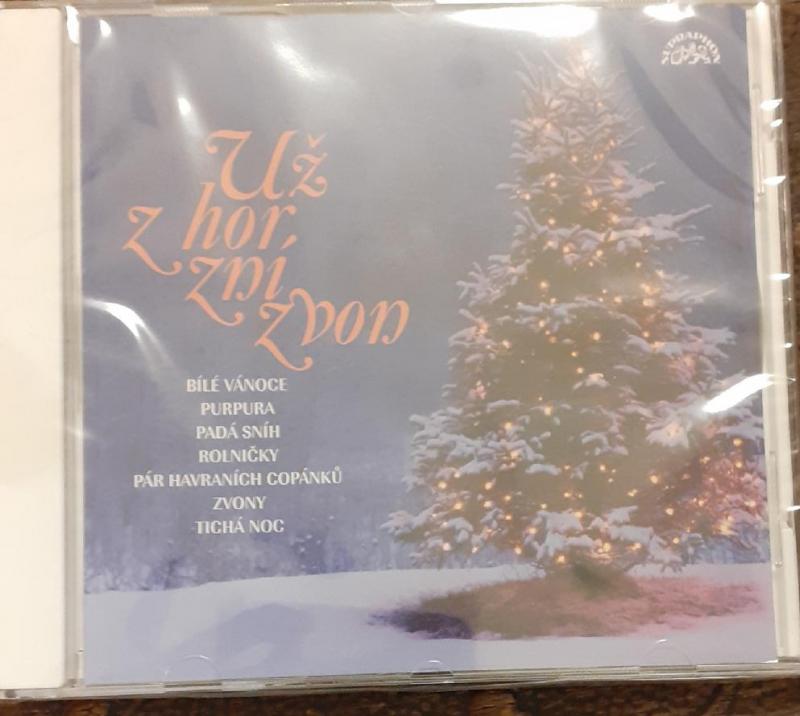 SUPRAPHON
Už
z hor
zní
zvon
BÍLÉ VÁNOCE
PURPURA
PADÁ SNÍH
ROLNIČKY
PÁR HAVRANÍCH COPÁNKŮ
ZVONY
TICHÁ NOC